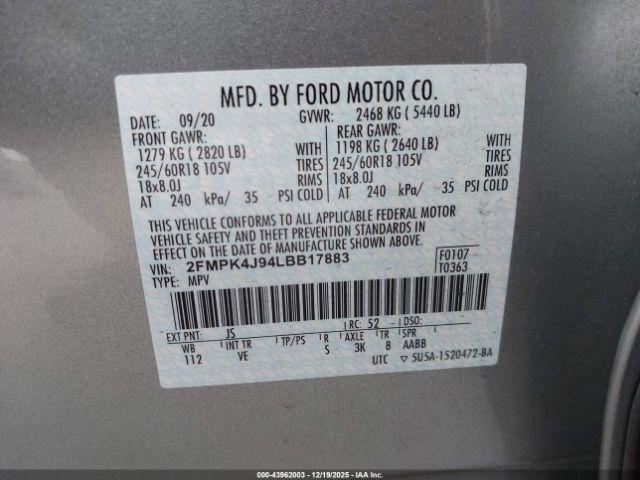 MFD. BY FORD MOTOR CO.
DATE: 09/20 GVWR: 2468 KG ( 5440 LB)
FRONT GAWR: REAR GAWR:
1279 KG ( 2820 LB) WITH 1198 KG ( 2640 LB) WITH
245/60R18 105V TIRES 245/60R18 105V TIRES
18x8.0J RIMS 18x8.0J RIMS
AT 240 kPa/ 35 PSI COLD AT 240 kPa/ 35 PSI COLD
THIS VEHICLE CONFORMS TO ALL APPLICABLE FEDERAL MOTOR
VEHICLE SAFETY AND THEFT PREVENTION STANDARDS IN
EFFECT ON THE DATE OF MANUFACTURE SHOWN ABOVE.
VIN: 2FMPK4J94LBB17883 F0107
TYPE: MPV T0363
EXT PNT: JS RC: 52 DSO:
WB INT TR TP/PS R AXLE TR SPR
112 VE S 3K 8 AABB
UTC ▽ 5U5A-1520472-BA
000-43962003 - 12/19/2025 - IAA, Inc.